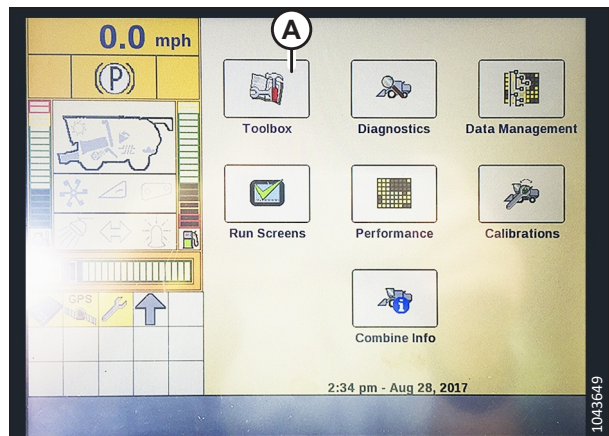 0.0 mph
A
(P)
Toolbox
Diagnostics
Data Management
Run Screens
Performance
Calibrations
GPS
i
Combine Info
2:34 pm - Aug 28, 2017
1043649